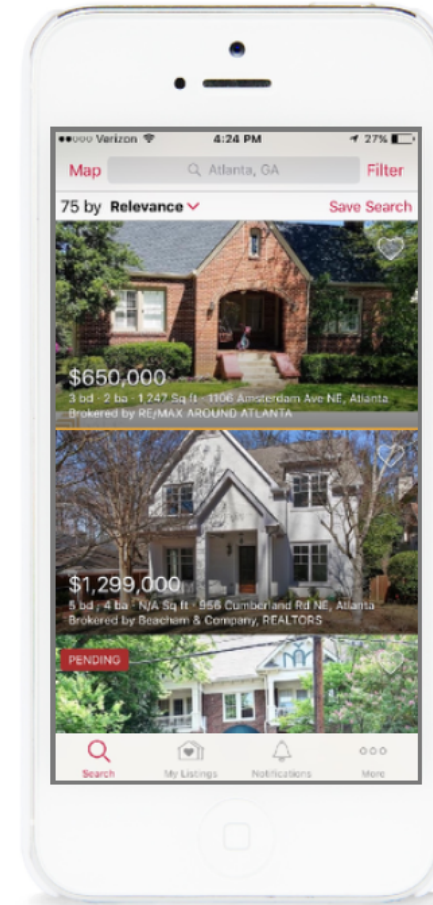 ●●○○○ Verizon 4:24 PM 27%
Map Atlanta, GA Filter
75 by Relevance Save Search
$650,000
3 bd · 2 ba · 1,247 Sq ft · 1106 Amsterdam Ave NE, Atlanta
Brokered by RE/MAX AROUND ATLANTA
$1,299,000
5 bd, 4 ba · N/A Sq ft · 956 Cumberland Rd NE, Atlanta
Brokered by Beacham & Company, REALTORS
PENDING
Search My Listings Notifications More